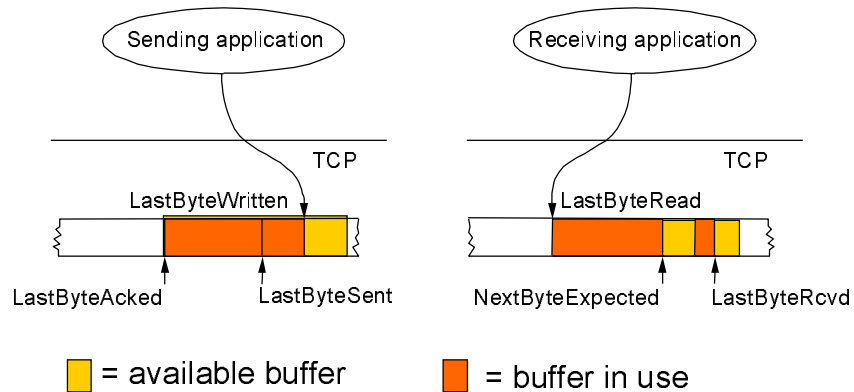 Sending application
Receiving application
TCP
TCP
LastByteWritten
LastByteRead
LastByteAcked
LastByteSent
NextByteExpected
LastByteRcvd
= available buffer
= buffer in use